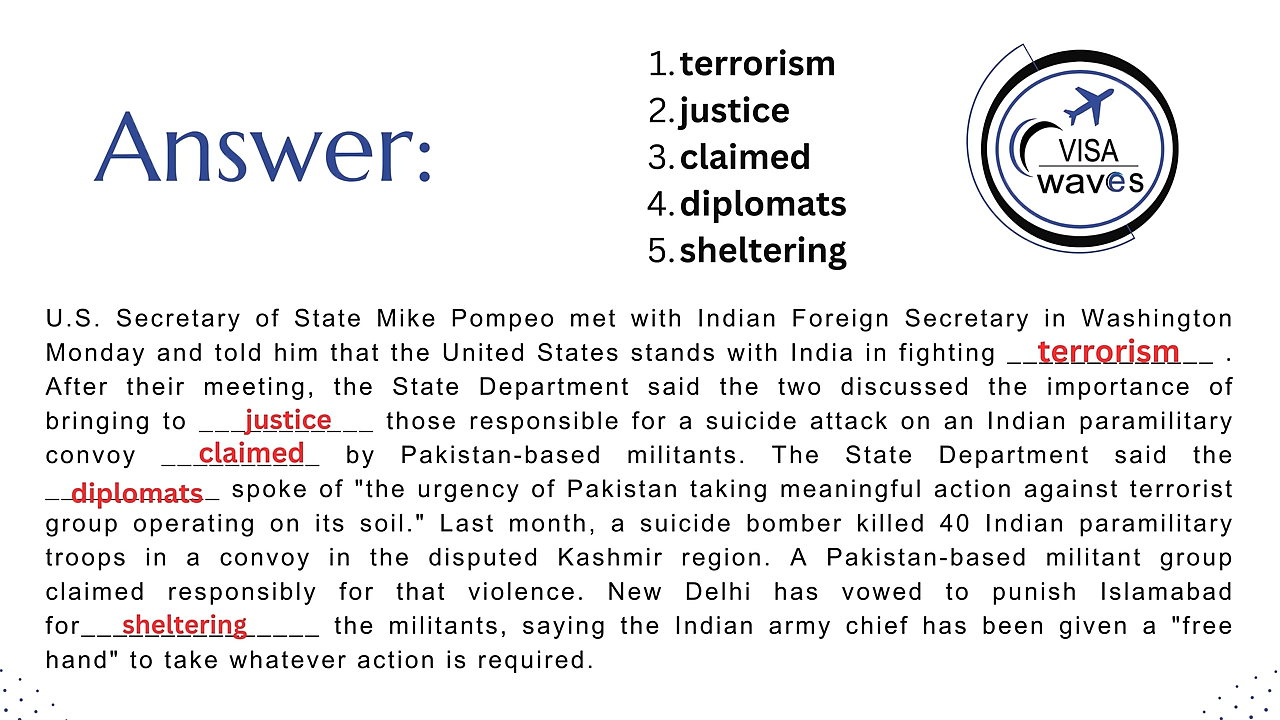 Answer:
1. terrorism
2. justice
3. claimed
4. diplomats
5. sheltering
VISA
waves
U.S. Secretary of State Mike Pompeo met with Indian Foreign Secretary in Washington
Monday and told him that the United States stands with India in fighting __terrorism__ .
After their meeting, the State Department said the two discussed the importance of
bringing to ___justice___ those responsible for a suicide attack on an Indian paramilitary
convoy __claimed_ by Pakistan-based militants. The State Department said the
__diplomats_ spoke of "the urgency of Pakistan taking meaningful action against terrorist
group operating on its soil." Last month, a suicide bomber killed 40 Indian paramilitary
troops in a convoy in the disputed Kashmir region. A Pakistan-based militant group
claimed responsibly for that violence. New Delhi has vowed to punish Islamabad
for___sheltering_____ the militants, saying the Indian army chief has been given a "free
hand" to take whatever action is required.